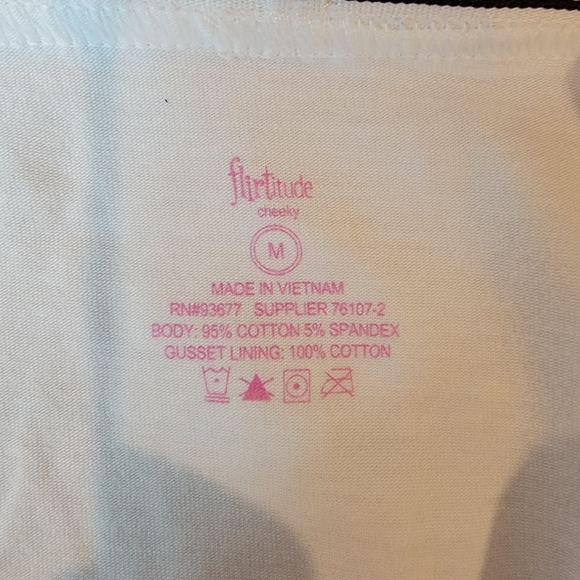 flirtitude
cheeky
M
MADE IN VIETNAM
RN#93677 SUPPLIER 76107-2
BODY: 95% COTTON 5% SPANDEX
GUSSET LINING: 100% COTTON